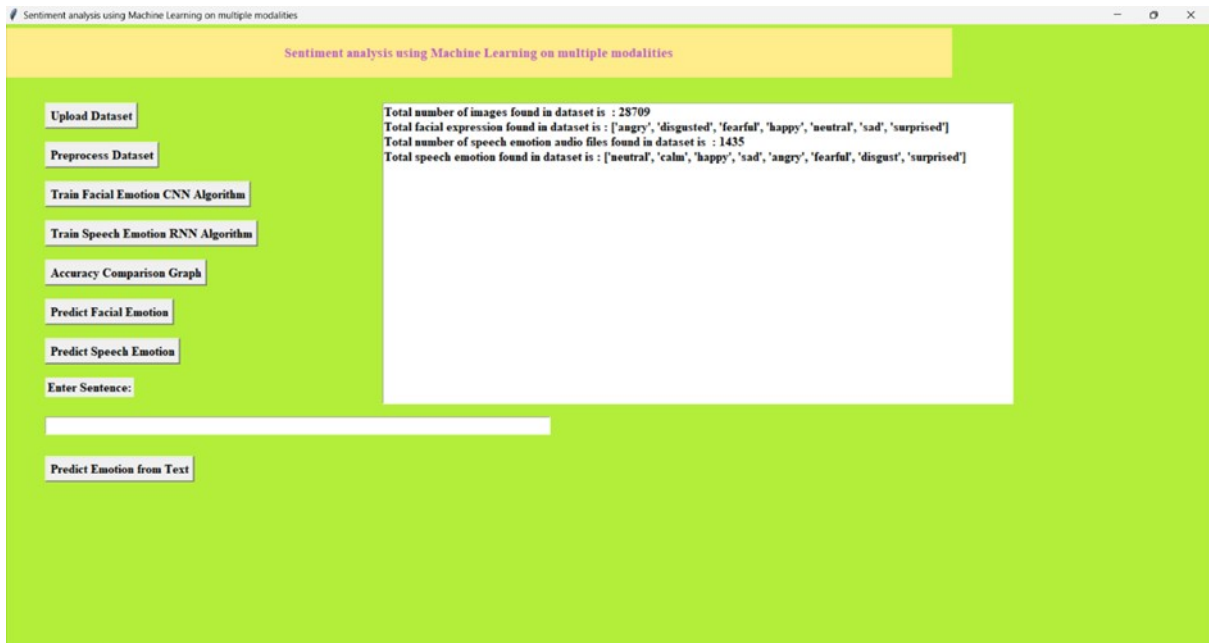 Sentiment analysis using Machine Learning on multiple modalities
Sentiment analysis using Machine Learning on multiple modalities
Upload Dataset
Preprocess Dataset
Train Facial Emotion CNN Algorithm
Train Speech Emotion RNN Algorithm
Accuracy Comparison Graph
Predict Facial Emotion
Predict Speech Emotion
Enter Sentence:
Predict Emotion from Text
Total number of images found in dataset is : 28709
Total facial expression found in dataset is : ['angry', 'disgusted', 'fearful', 'happy', 'neutral', 'sad', 'surprised']
Total number of speech emotion audio files found in dataset is : 1435
Total speech emotion found in dataset is : ['neutral', 'calm', 'happy', 'sad', 'angry', 'fearful', 'disgust', 'surprised']